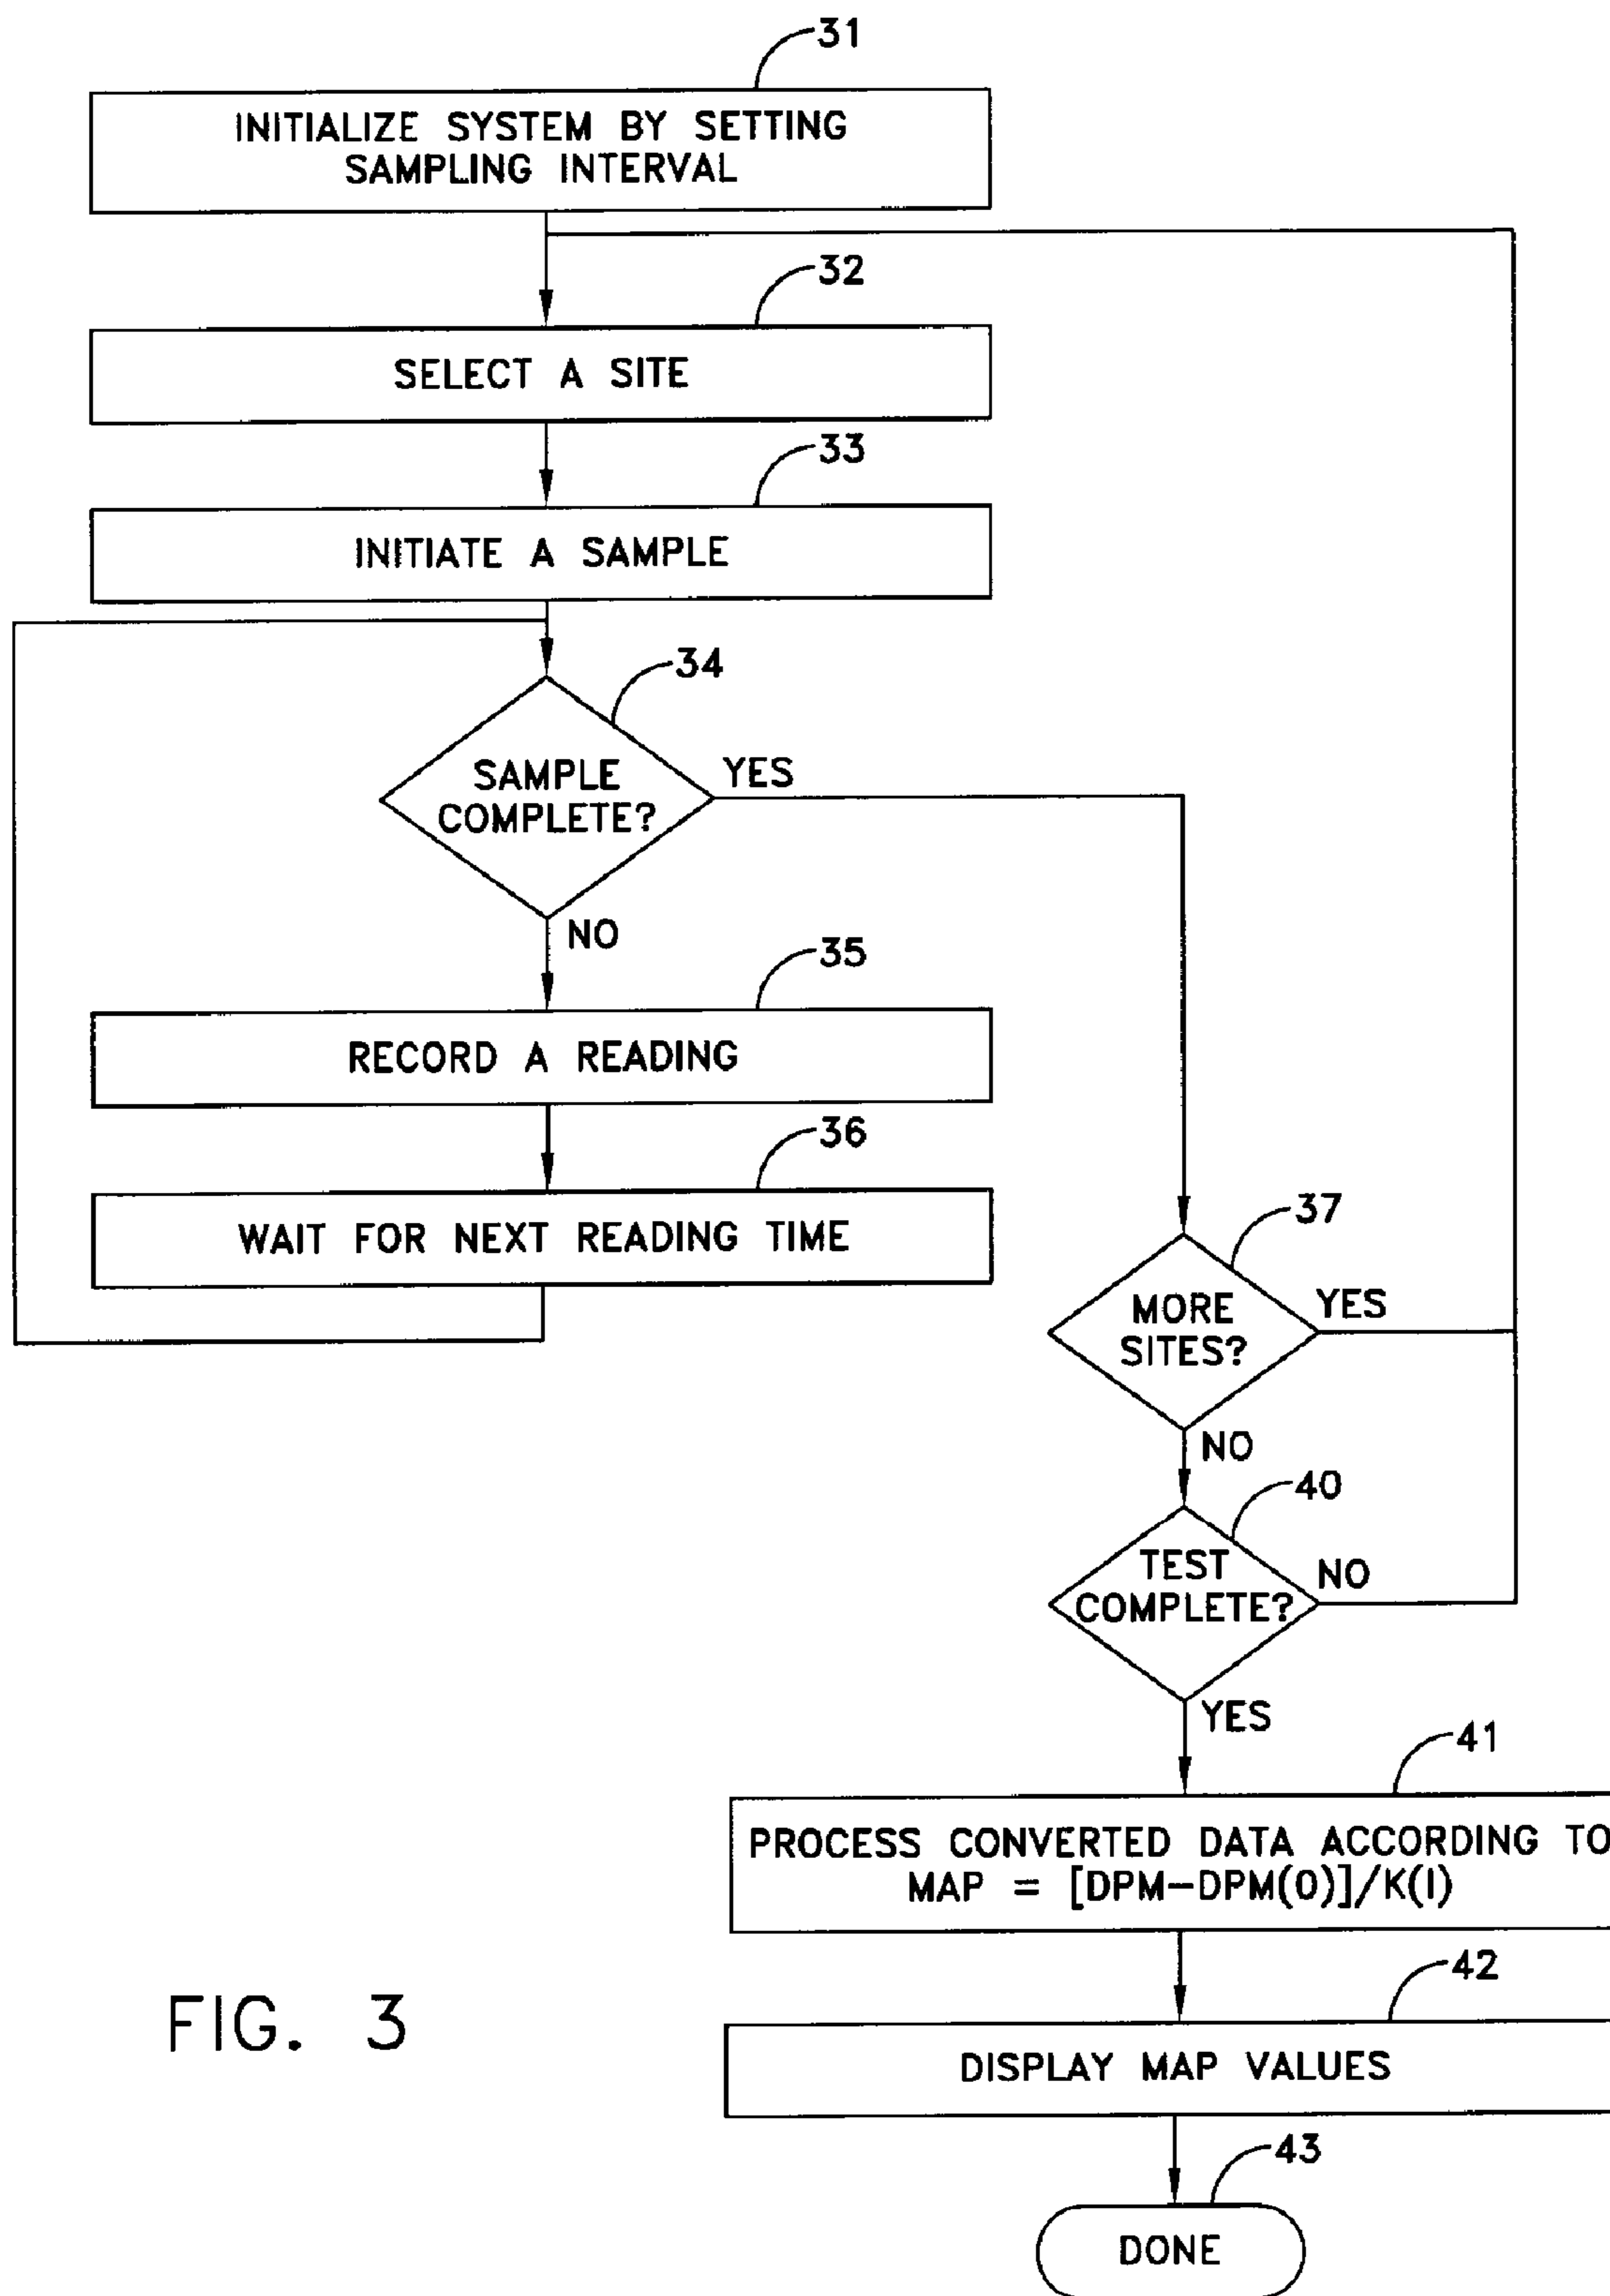 31
INITIALIZE SYSTEM BY SETTING
SAMPLING INTERVAL
32
SELECT A SITE
33
INITIATE A SAMPLE
34
SAMPLE
COMPLETE?
YES
NO
35
RECORD A READING
36
WAIT FOR NEXT READING TIME
37
MORE
SITES?
YES
NO
40
TEST
COMPLETE?
NO
YES
41
PROCESS CONVERTED DATA ACCORDING TO
MAP = [DPM-DPM(0)]/K(I)
42
DISPLAY MAP VALUES
43
DONE
FIG. 3